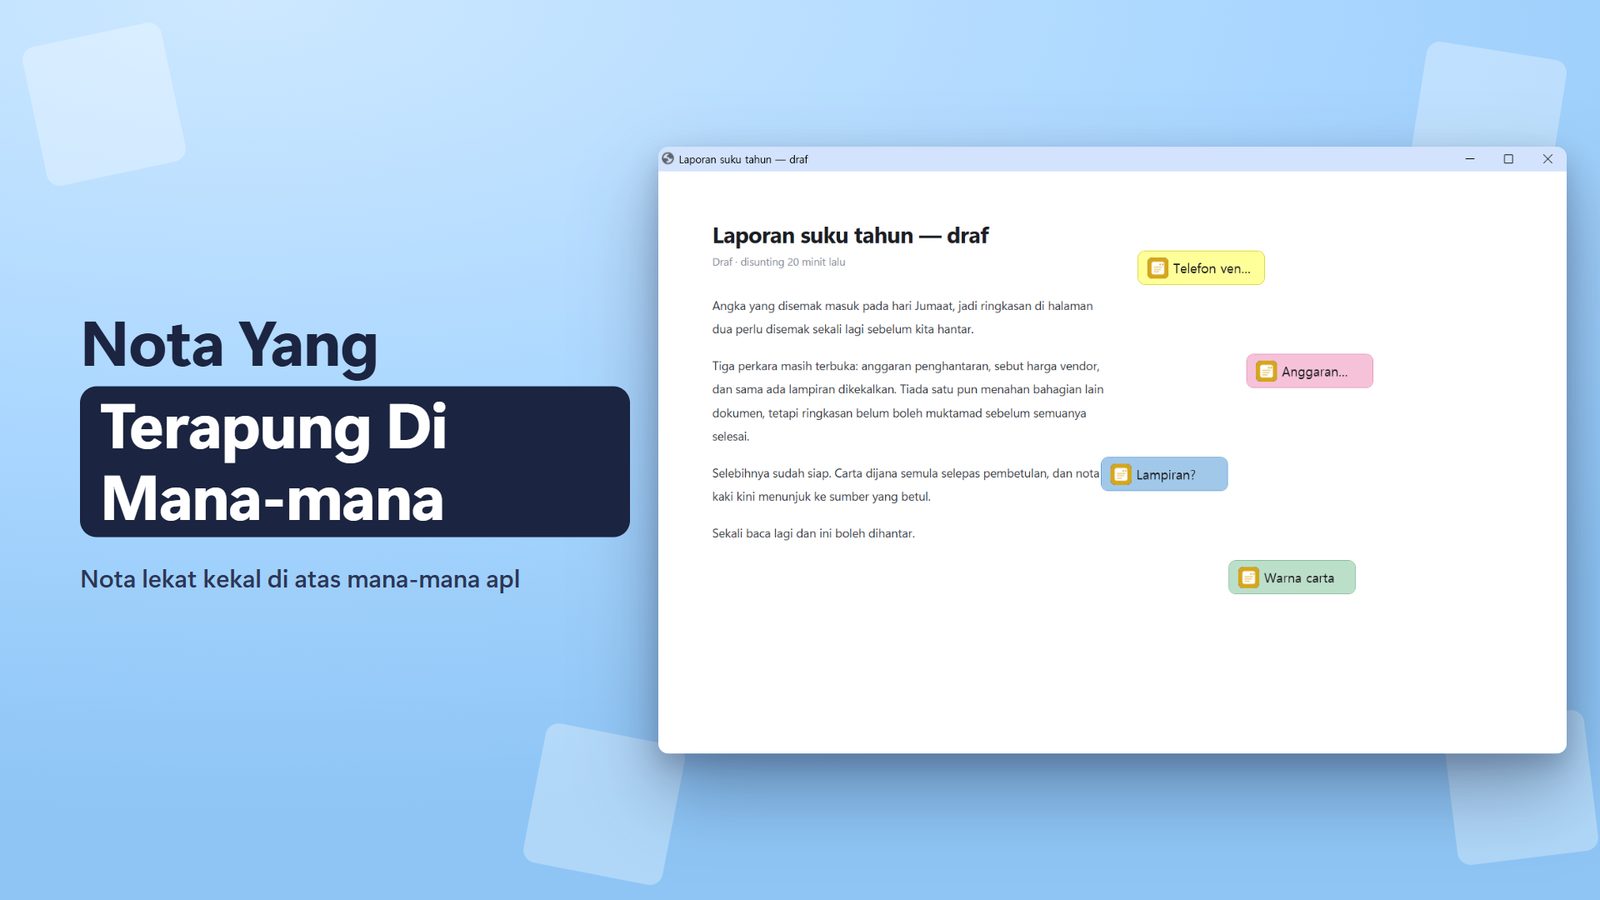 Nota Yang
Terapung Di
Mana-mana
Nota lekat kekal di atas mana-mana apl
Laporan suku tahun — draf
Laporan suku tahun — draf
Draf · disunting 20 minit lalu
Angka yang disemak masuk pada hari Jumaat, jadi ringkasan di halaman
dua perlu disemak sekali lagi sebelum kita hantar.
Tiga perkara masih terbuka: anggaran penghantaran, sebut harga vendor,
dan sama ada lampiran dikekalkan. Tiada satu pun menahan bahagian lain
dokumen, tetapi ringkasan belum boleh muktamad sebelum semuanya
selesai.
Selebihnya sudah siap. Carta dijana semula selepas pembetulan, dan nota
kaki kini menunjuk ke sumber yang betul.
Sekali baca lagi dan ini boleh dihantar.
Telefon ven...
Anggaran...
Lampiran?
Warna carta